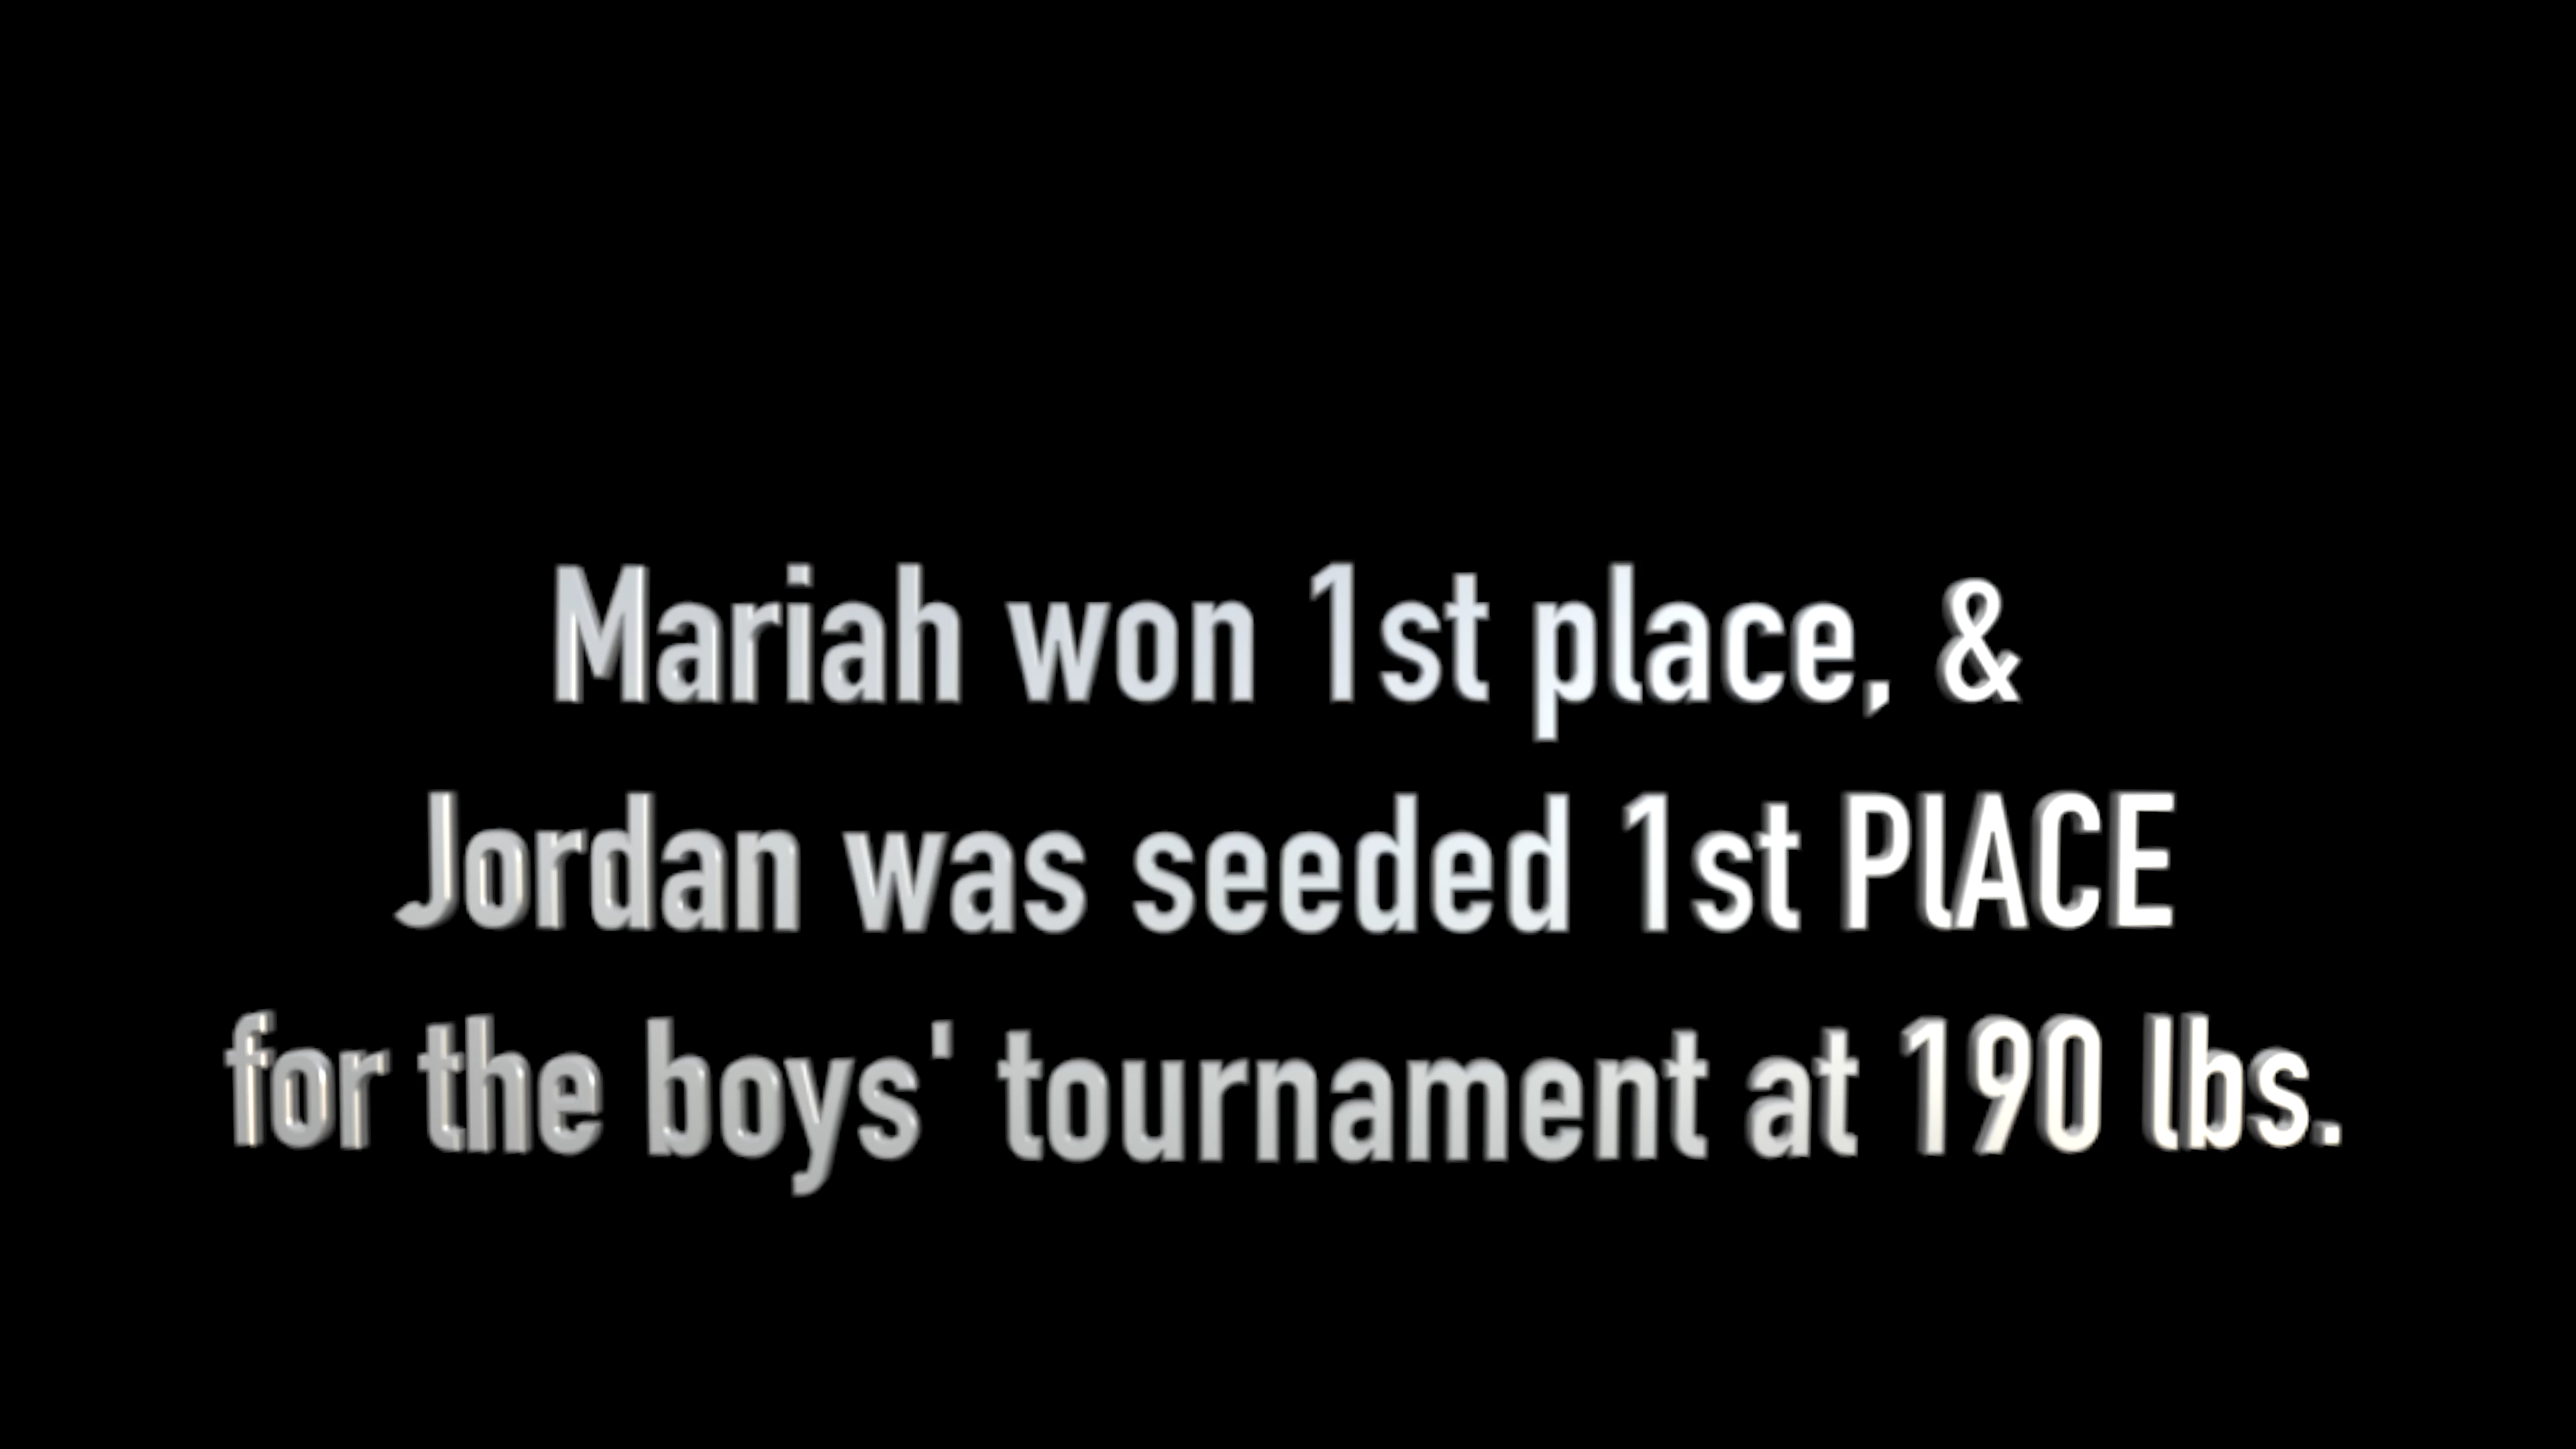 Mariah won 1st place, &
Jordan was seeded 1st PlACE
for the boys' tournament at 190 lbs.